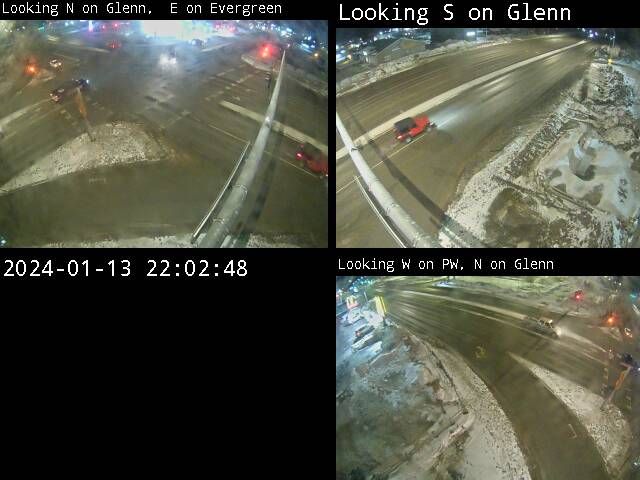 Looking N on Glenn,  E on Evergreen
Looking S on Glenn
2024-01-13 22:02:48
Looking W on PW, N on Glenn